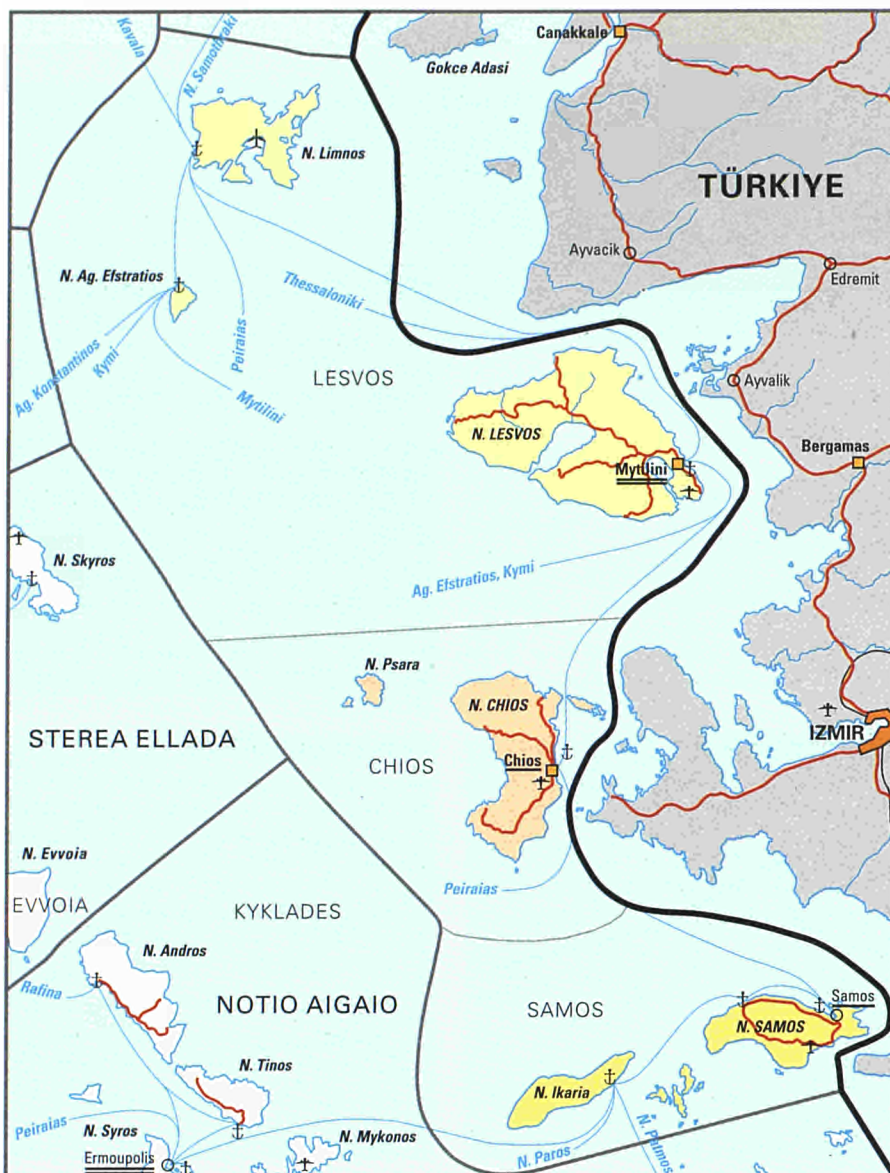 Kavala
N. Samothraki
Canakkale
Gokce Adasi
N. Limnos
TÜRKIYE
Ayvacik
Edremit
N. Ag. Efstratios
Thessaloniki
Peiraias
Ag. Konstantinos
Kymi
Mytilini
LESVOS
Ayvalik
N. LESVOS
Bergamas
Mytilini
N. Skyros
Ag. Efstratios, Kymi
N. Psara
N. CHIOS
STEREA ELLADA
IZMIR
CHIOS
Chios
N. Evvoia
Peiraias
EVVOIA
KYKLADES
N. Andros
Rafina
NOTIO AIGAIO
SAMOS
Samos
N. SAMOS
N. Tinos
N. Ikaria
Peiraias
N. Syros
N. Mykonos
N. Paros
N. Patmos
Ermoupolis